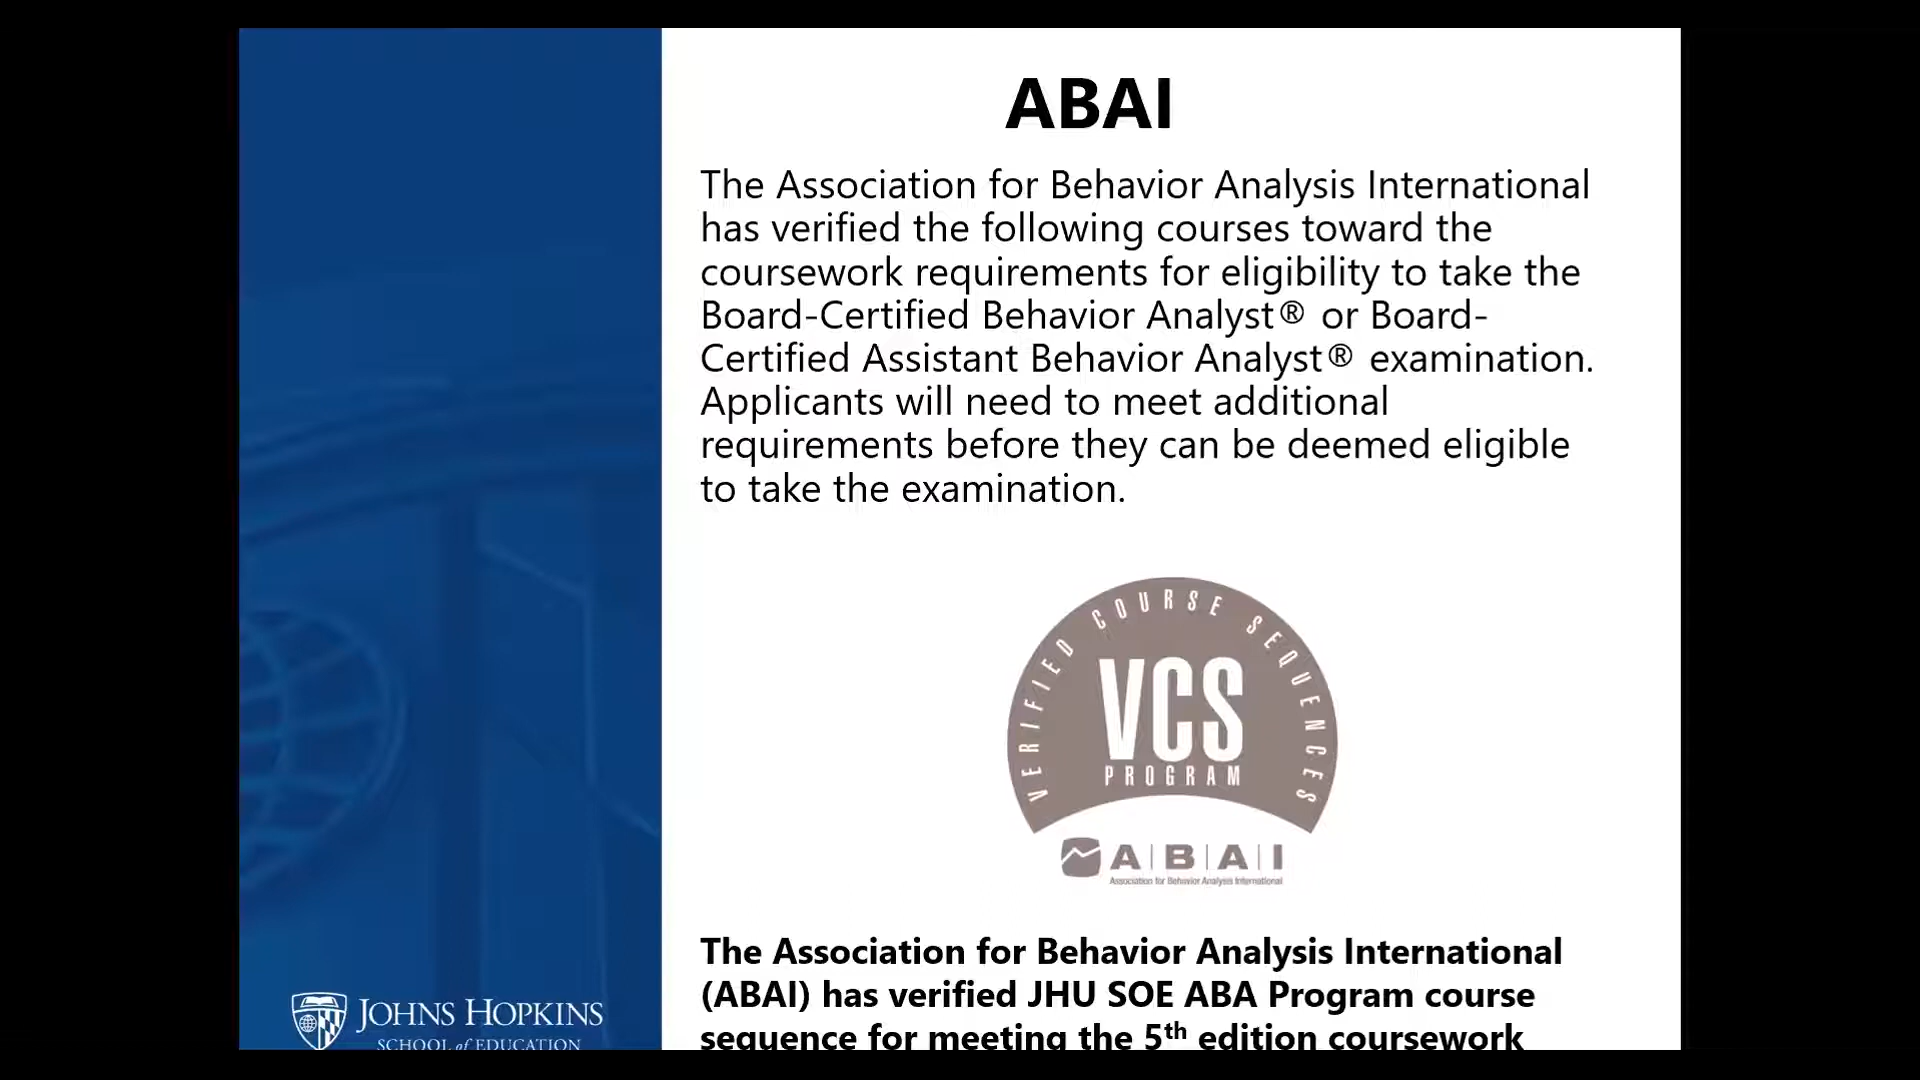 ABAI
The Association for Behavior Analysis International
has verified the following courses toward the
coursework requirements for eligibility to take the
Board-Certified Behavior Analyst® or Board-
Certified Assistant Behavior Analyst® examination.
Applicants will need to meet additional
requirements before they can be deemed eligible
to take the examination.
VERIFIED COURSE SEQUENCES
VCS
PROGRAM
A|B|A|I
Association for Behavior Analysis International
The Association for Behavior Analysis International
(ABAI) has verified JHU SOE ABA Program course
sequence for meeting the 5th edition coursework
JOHNS HOPKINS
SCHOOL of EDUCATION